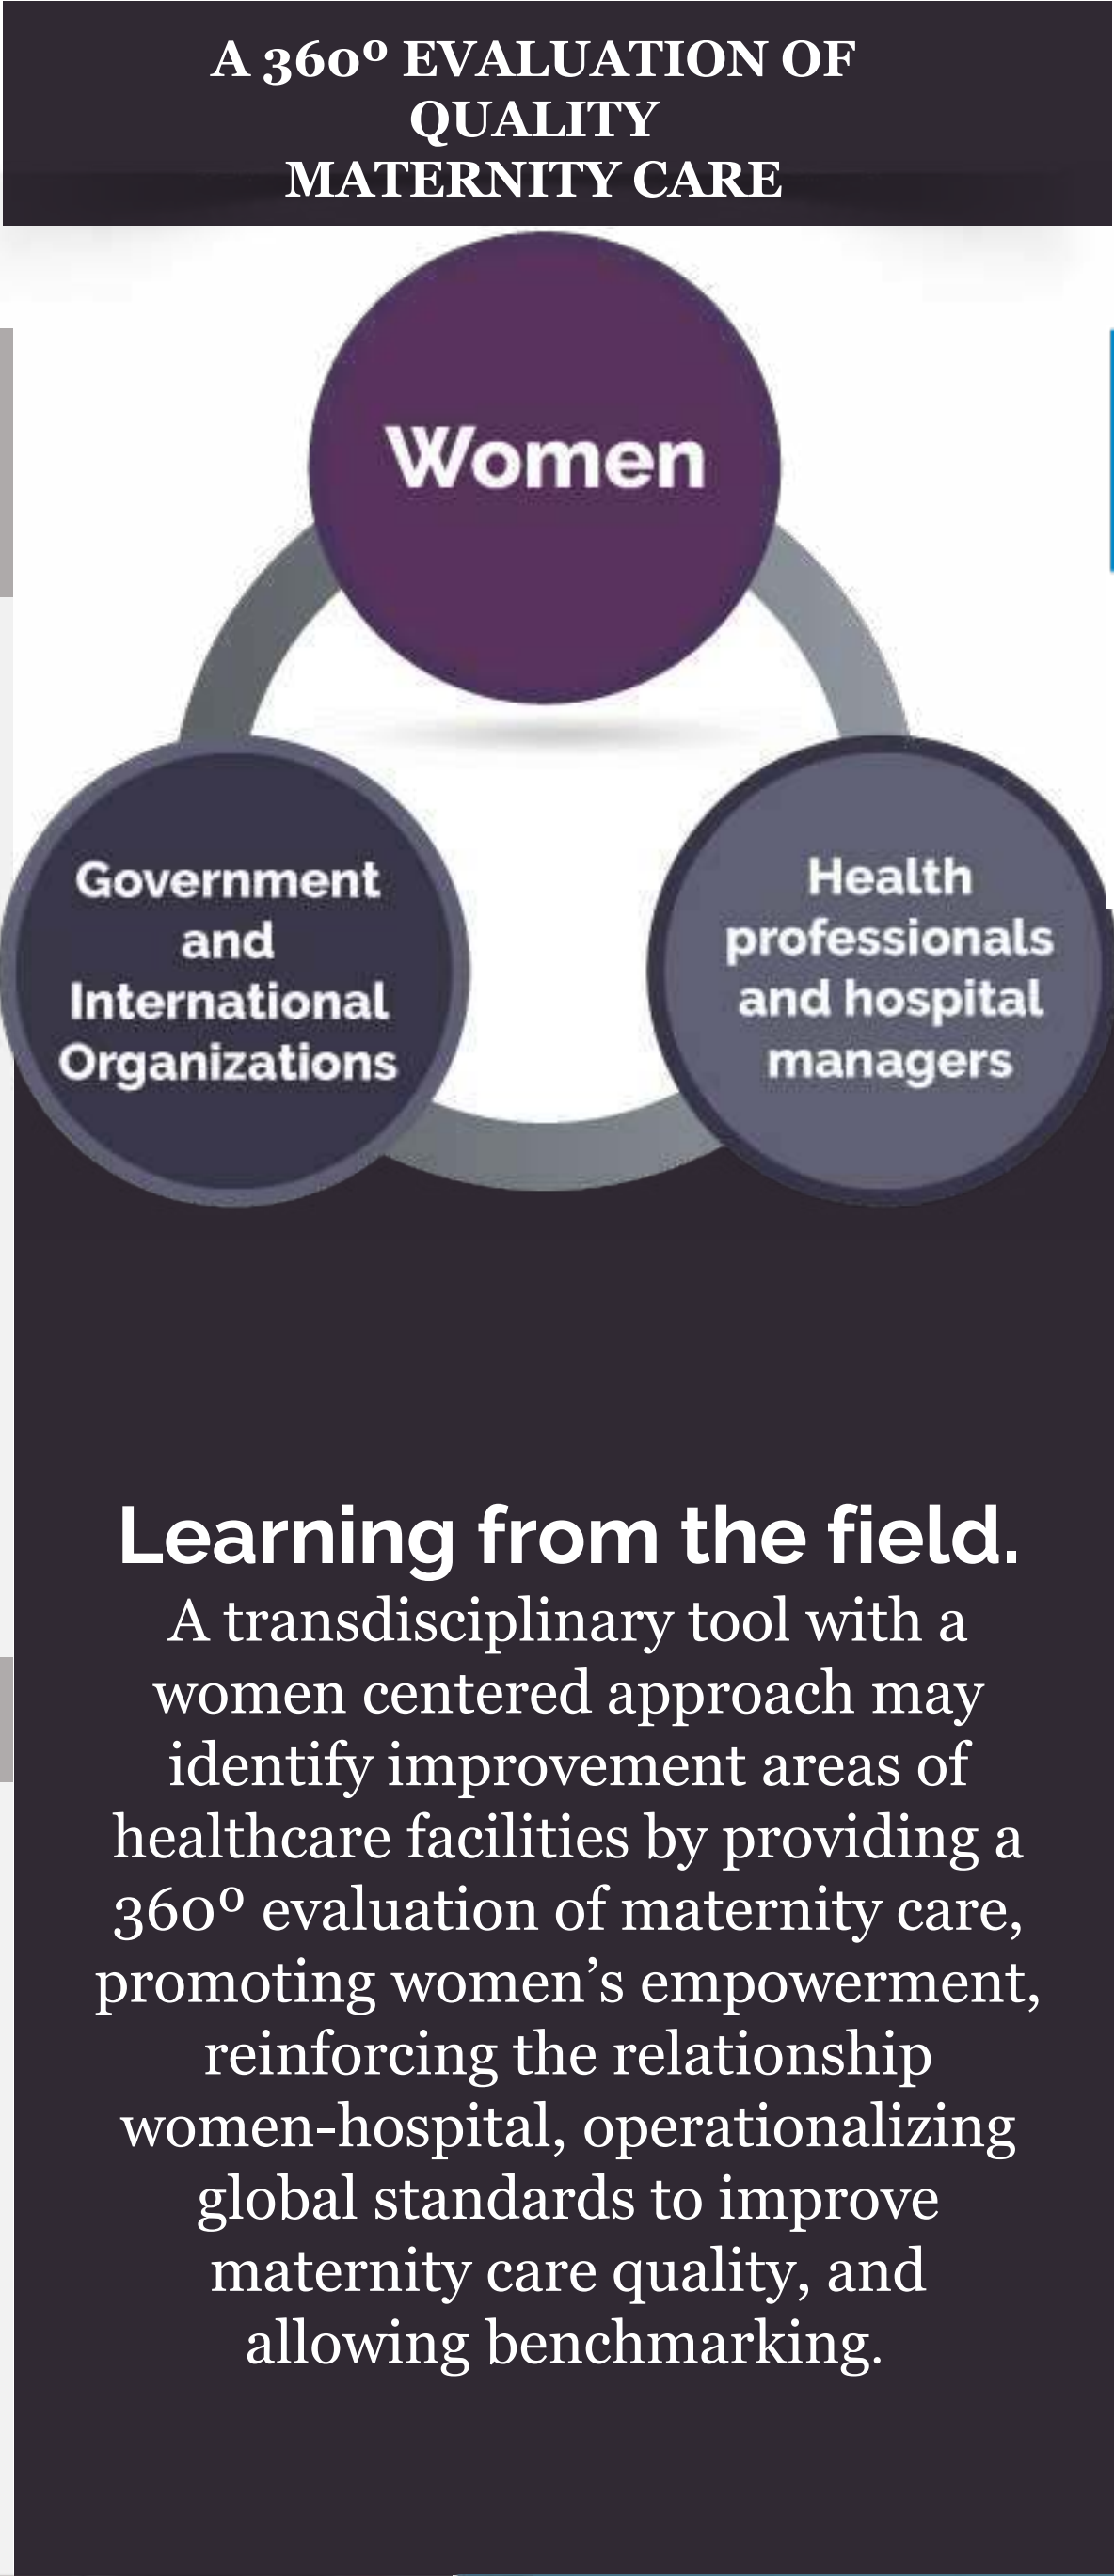 A 360º EVALUATION OF
QUALITY
MATERNITY CARE
Women
Government
and
International
Organizations
Health
professionals
and hospital
managers
Learning from the field.
A transdisciplinary tool with a
women centered approach may
identify improvement areas of
healthcare facilities by providing a
360º evaluation of maternity care,
promoting women’s empowerment,
reinforcing the relationship
women-hospital, operationalizing
global standards to improve
maternity care quality, and
allowing benchmarking.